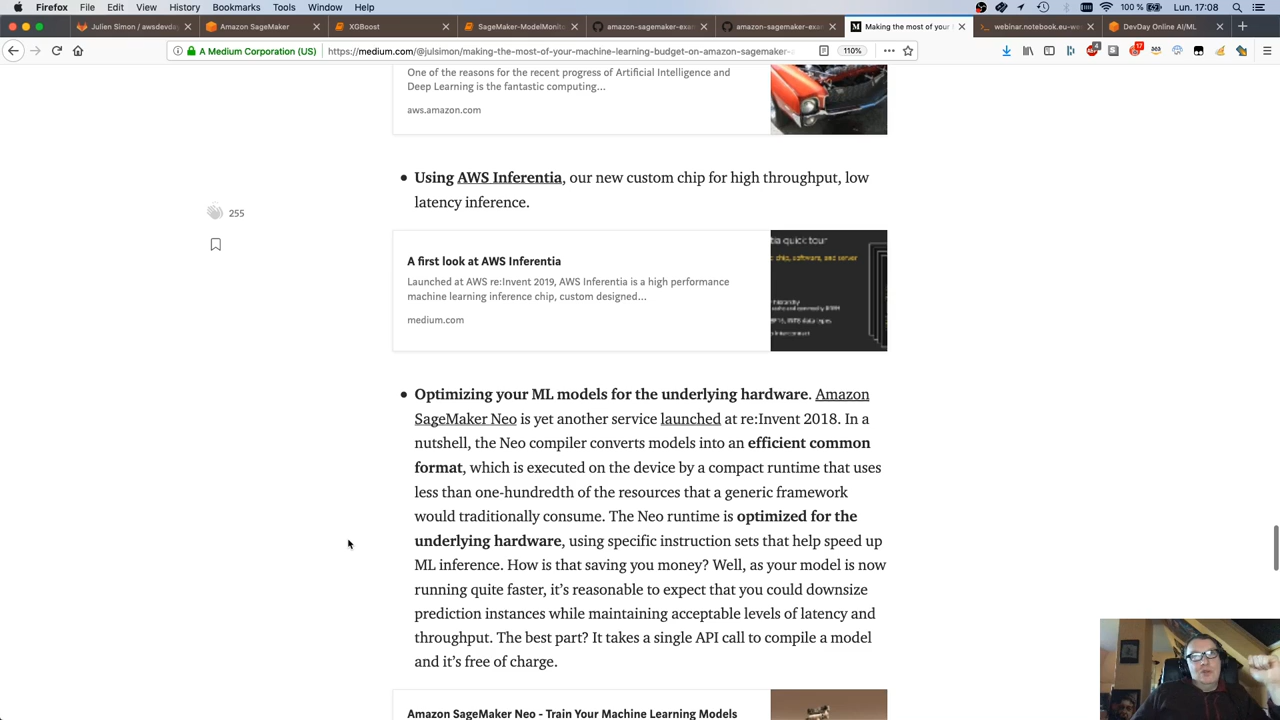 Firefox File Edit View History Bookmarks Tools Window Help
18% 17:08
Julien Simon / awsdevda
Amazon SageMaker
XGBoost
SageMaker-ModelMonito
amazon-sagemaker-exam
amazon-sagemaker-exam
Making the most of your
webinar.notebook.eu-we
DevDay Online AI/ML
A Medium Corporation (US)
https://medium.com/@julsimon/making-the-most-of-your-machine-learning-budget-on-amazon-sagemaker-
110%
One of the reasons for the recent progress of Artificial Intelligence and
Deep Learning is the fantastic computing...
aws.amazon.com
Using AWS Inferentia, our new custom chip for high throughput, low
latency inference.
255
A first look at AWS Inferentia
Launched at AWS re:Invent 2019, AWS Inferentia is a high performance
machine learning inference chip, custom designed...
medium.com
tia quick tour
chip, software, and server
Optimizing your ML models for the underlying hardware. Amazon
SageMaker Neo is yet another service launched at re:Invent 2018. In a
nutshell, the Neo compiler converts models into an efficient common
format, which is executed on the device by a compact runtime that uses
less than one-hundredth of the resources that a generic framework
would traditionally consume. The Neo runtime is optimized for the
underlying hardware, using specific instruction sets that help speed up
ML inference. How is that saving you money? Well, as your model is now
running quite faster, it’s reasonable to expect that you could downsize
prediction instances while maintaining acceptable levels of latency and
throughput. The best part? It takes a single API call to compile a model
and it’s free of charge.
Amazon SageMaker Neo - Train Your Machine Learning Models